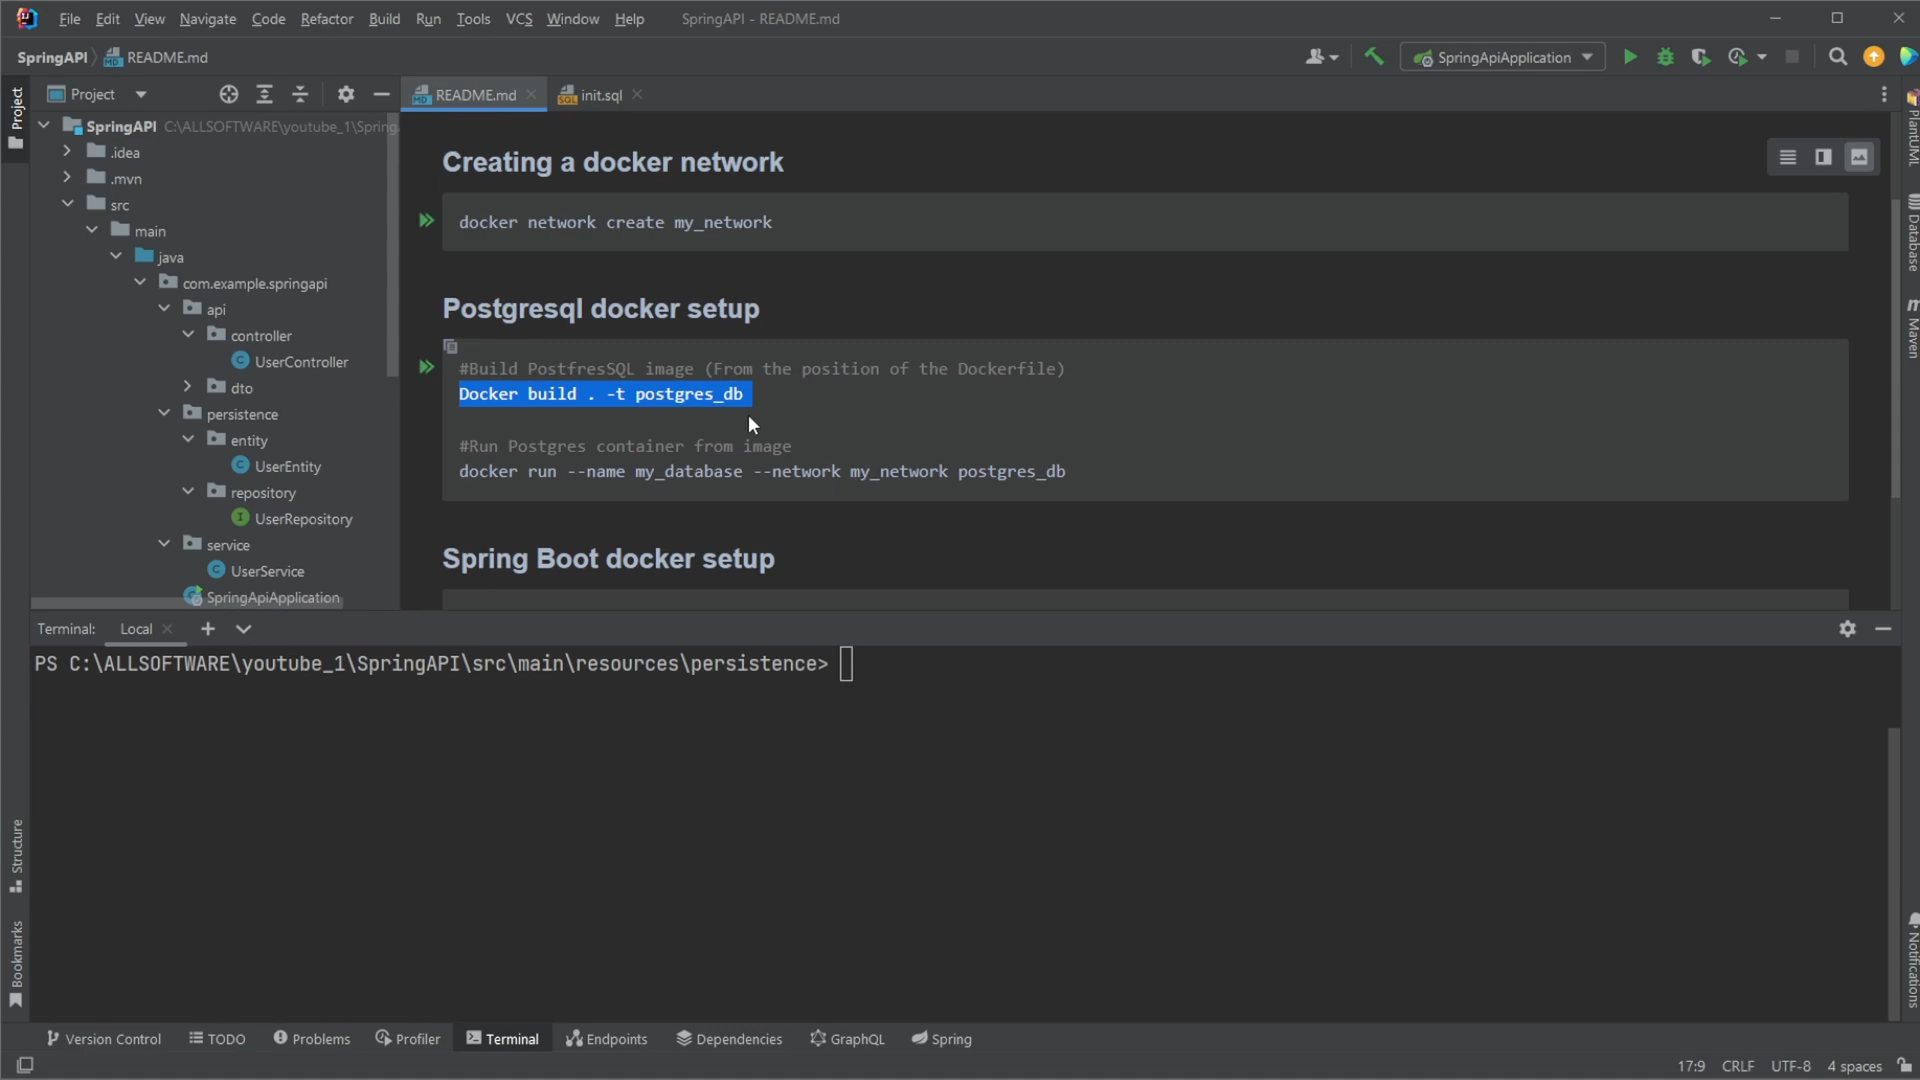 File Edit View Navigate Code Refactor Build Run Tools VCS Window Help SpringAPI - README.md
SpringAPI README.md SpringApiApplication
Project Project README.md init.sql
SpringAPI C:\ALLSOFTWARE\youtube_1\Spring
.idea
.mvn
src
main
java
com.example.springapi
api
controller
UserController
dto
persistence
entity
UserEntity
repository
UserRepository
service
UserService
SpringApiApplication
Creating a docker network
docker network create my_network
Postgresql docker setup
#Build PostfresSQL image (From the position of the Dockerfile)
Docker build . -t postgres_db
#Run Postgres container from image
docker run --name my_database --network my_network postgres_db
Spring Boot docker setup
PlantUML
Database
Maven
Notifications
Terminal: Local
PS C:\ALLSOFTWARE\youtube_1\SpringAPI\src\main\resources\persistence>
Structure
Bookmarks
Version Control TODO Problems Profiler Terminal Endpoints Dependencies GraphQL Spring
17:9 CRLF UTF-8 4 spaces